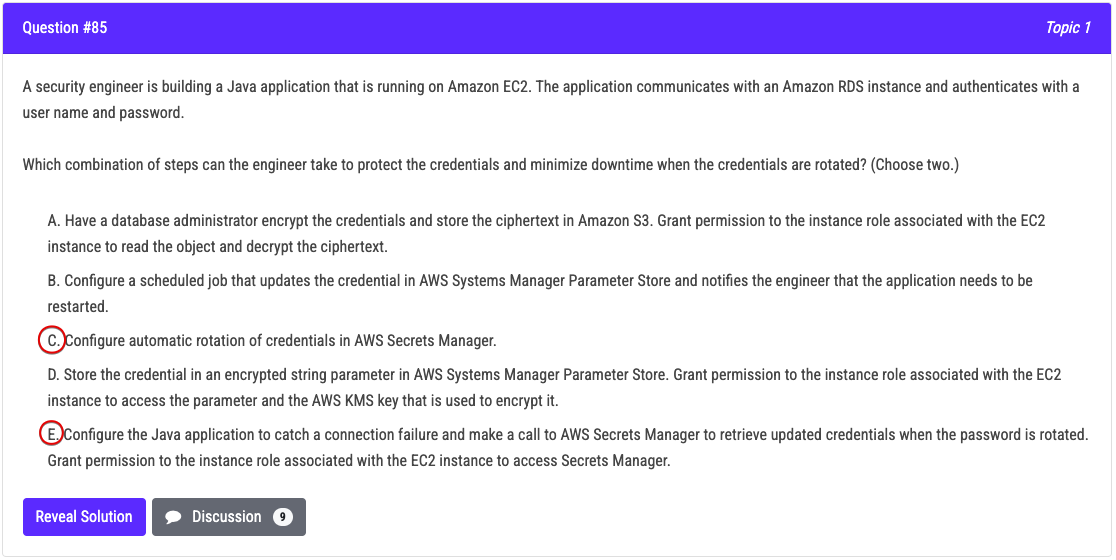 Question #85
Topic 1
A security engineer is building a Java application that is running on Amazon EC2. The application communicates with an Amazon RDS instance and authenticates with a
user name and password.
Which combination of steps can the engineer take to protect the credentials and minimize downtime when the credentials are rotated? (Choose two.)
A. Have a database administrator encrypt the credentials and store the ciphertext in Amazon S3. Grant permission to the instance role associated with the EC2
instance to read the object and decrypt the ciphertext.
B. Configure a scheduled job that updates the credential in AWS Systems Manager Parameter Store and notifies the engineer that the application needs to be
restarted.
C. Configure automatic rotation of credentials in AWS Secrets Manager.
D. Store the credential in an encrypted string parameter in AWS Systems Manager Parameter Store. Grant permission to the instance role associated with the EC2
instance to access the parameter and the AWS KMS key that is used to encrypt it.
E. Configure the Java application to catch a connection failure and make a call to AWS Secrets Manager to retrieve updated credentials when the password is rotated.
Grant permission to the instance role associated with the EC2 instance to access Secrets Manager.
Reveal Solution
Discussion 9